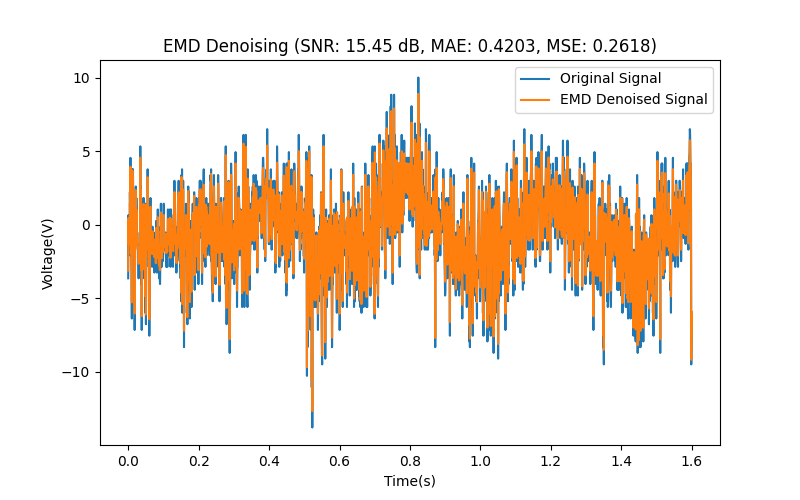 EMD Denoising (SNR: 15.45 dB, MAE: 0.4203, MSE: 0.2618)
Original Signal
EMD Denoised Signal
10
5
0
−5
−10
Voltage(V)
0.0 0.2 0.4 0.6 0.8 1.0 1.2 1.4 1.6
Time(s)